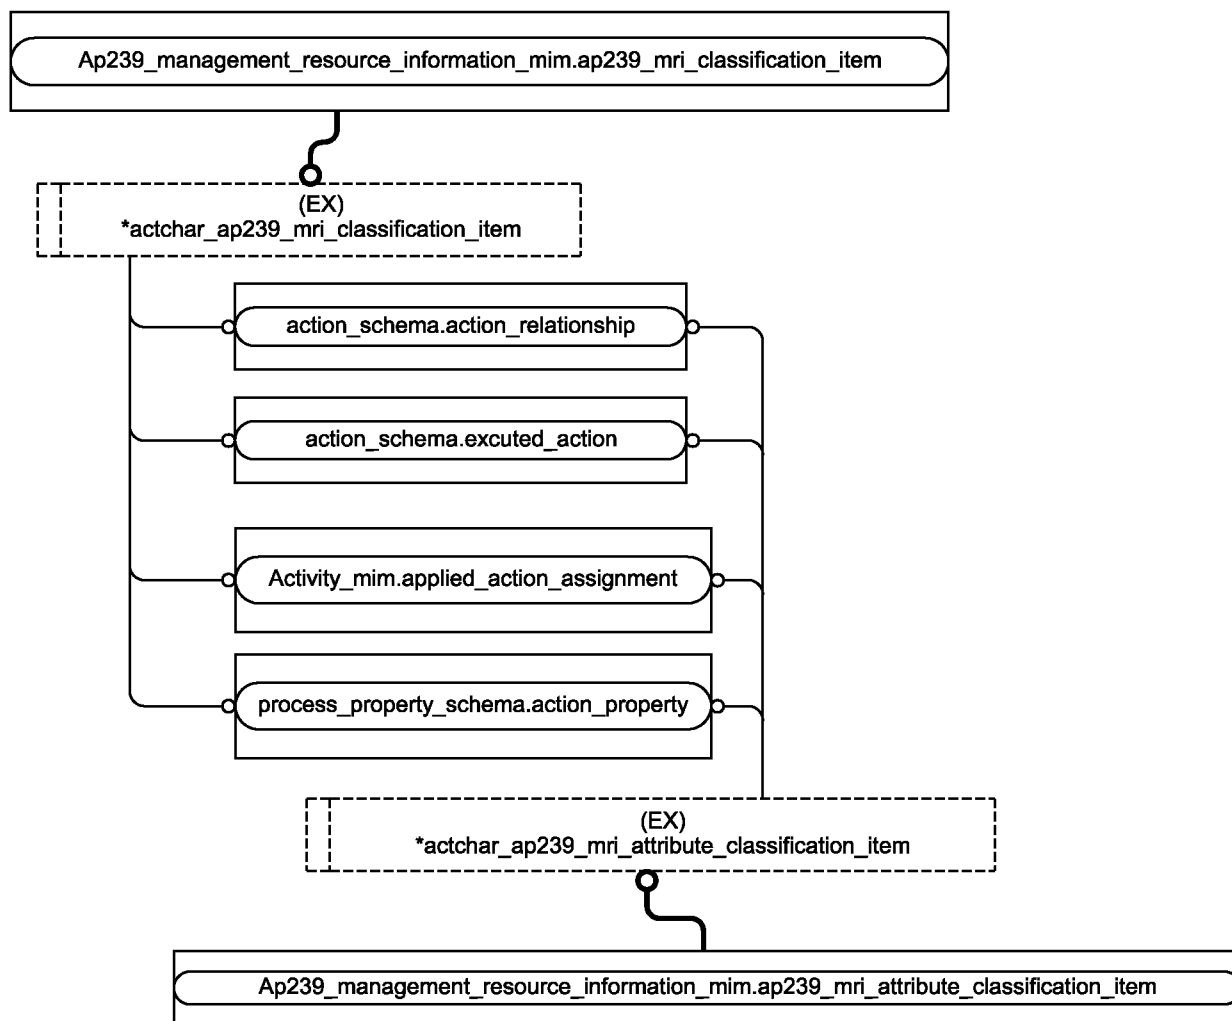 Ap239_management_resource_information_mim.ap239_mri_classification_item
(EX)
*actchar_ap239_mri_classification_item
action_schema.action_relationship
action_schema.excuted_action
Activity_mim.applied_action_assignment
process_property_schema.action_property
(EX)
*actchar_ap239_mri_attribute_classification_item
Ap239_management_resource_information_mim.ap239_mri_attribute_classification_item